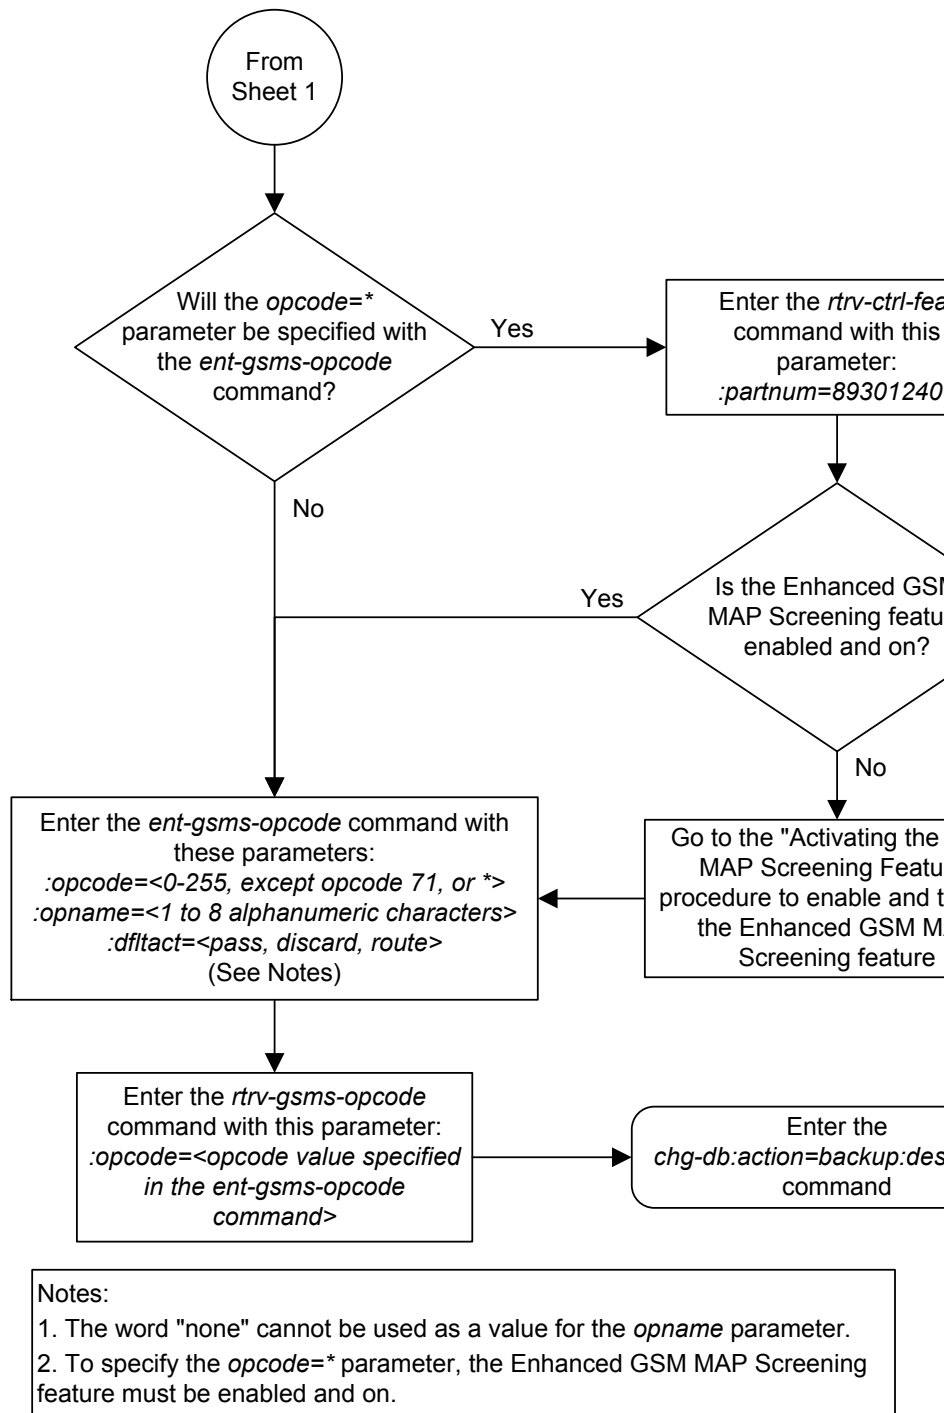 From
Sheet 1
Will the opcode=*
parameter be specified with
the ent-gsms-opcode
command?
Yes
Enter the rtrv-ctrl-fea
command with this
parameter:
:partnum=89301240
No
Is the Enhanced GSM
MAP Screening featu
enabled and on?
Yes
No
Go to the "Activating the
MAP Screening Featu
procedure to enable and t
the Enhanced GSM MA
Screening feature
Enter the ent-gsms-opcode command with
these parameters:
:opcode=<0-255, except opcode 71, or *>
:opname=<1 to 8 alphanumeric characters>
:dfltact=<pass, discard, route>
(See Notes)
Enter the rtrv-gsms-opcode
command with this parameter:
:opcode=<opcode value specified
in the ent-gsms-opcode
command>
Enter the
chg-db:action=backup:des
command
Notes:
1. The word "none" cannot be used as a value for the opname parameter.
2. To specify the opcode=* parameter, the Enhanced GSM MAP Screening
feature must be enabled and on.